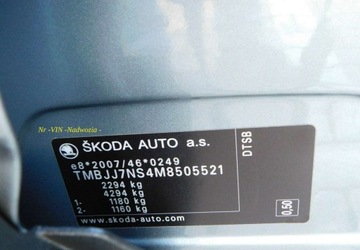 Nr -VIN -Nadwozia -
ŠKODA AUTO a.s.
e8*2007/46*0249
TMBJJ7NS4M8505521
2294 kg
4294 kg
1- 1180 kg
2- 1160 kg
www.skoda-auto.com
DTSB
0.50